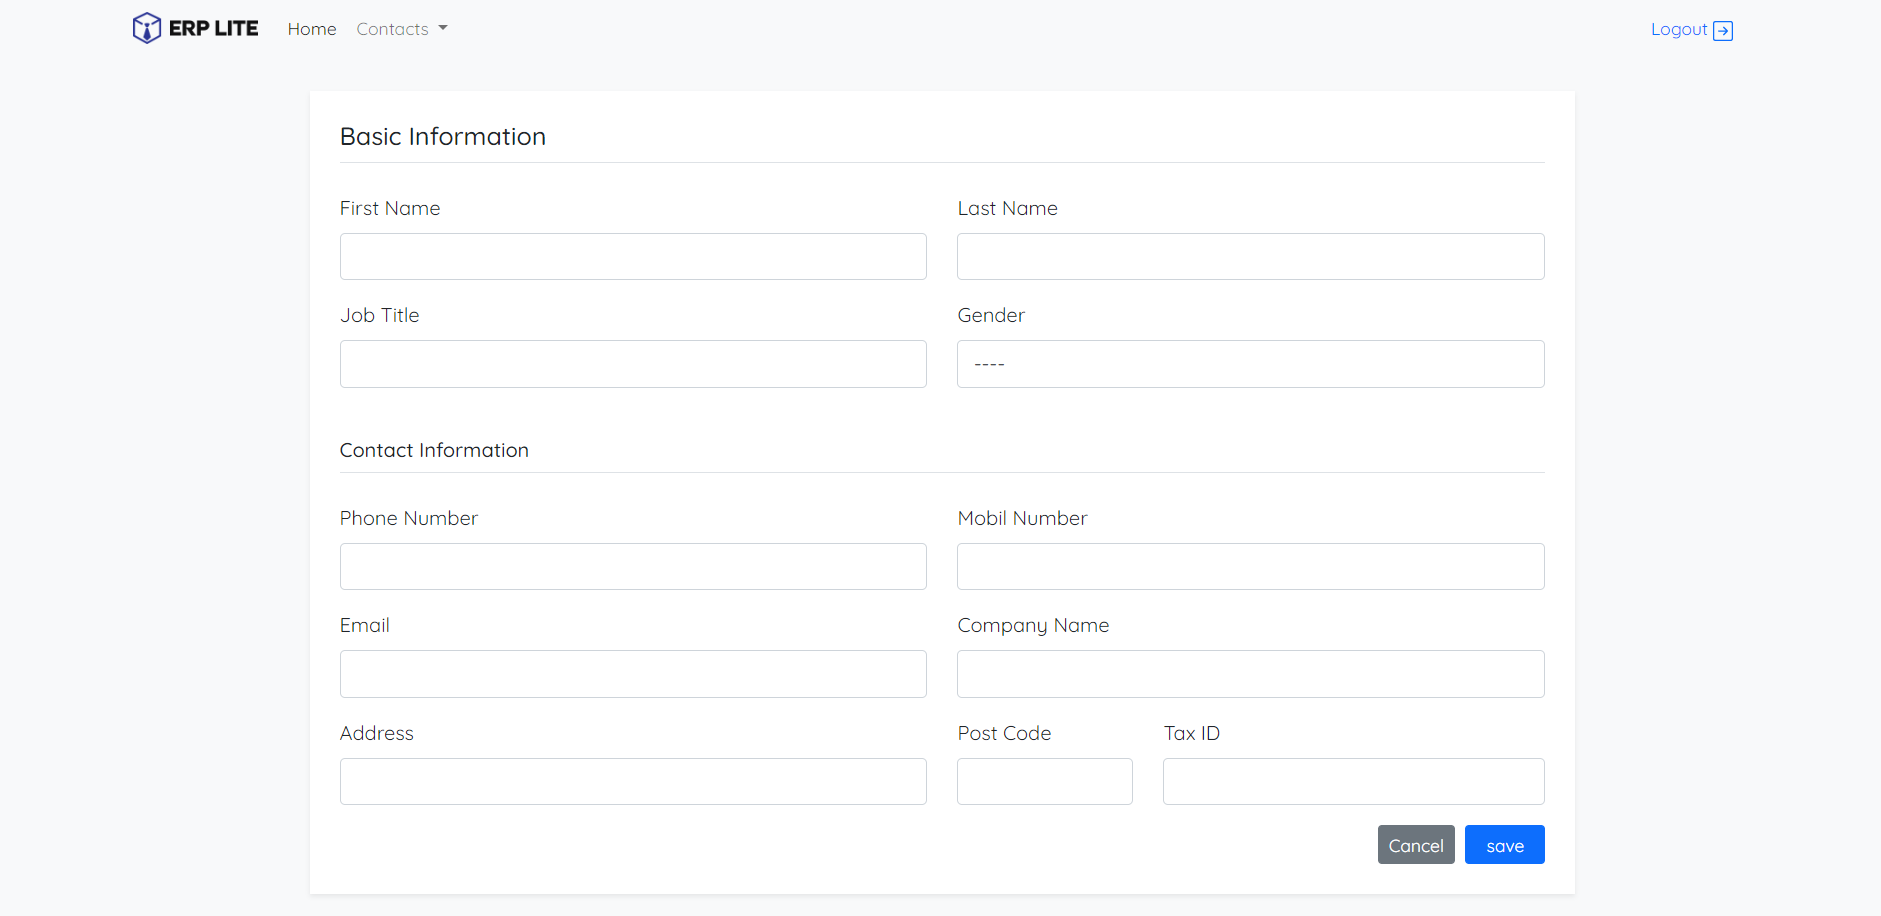 ERP LITE Home Contacts Logout
Basic Information
First Name Last Name
Job Title Gender
----
Contact Information
Phone Number Mobil Number
Email Company Name
Address Post Code Tax ID
Cancel save